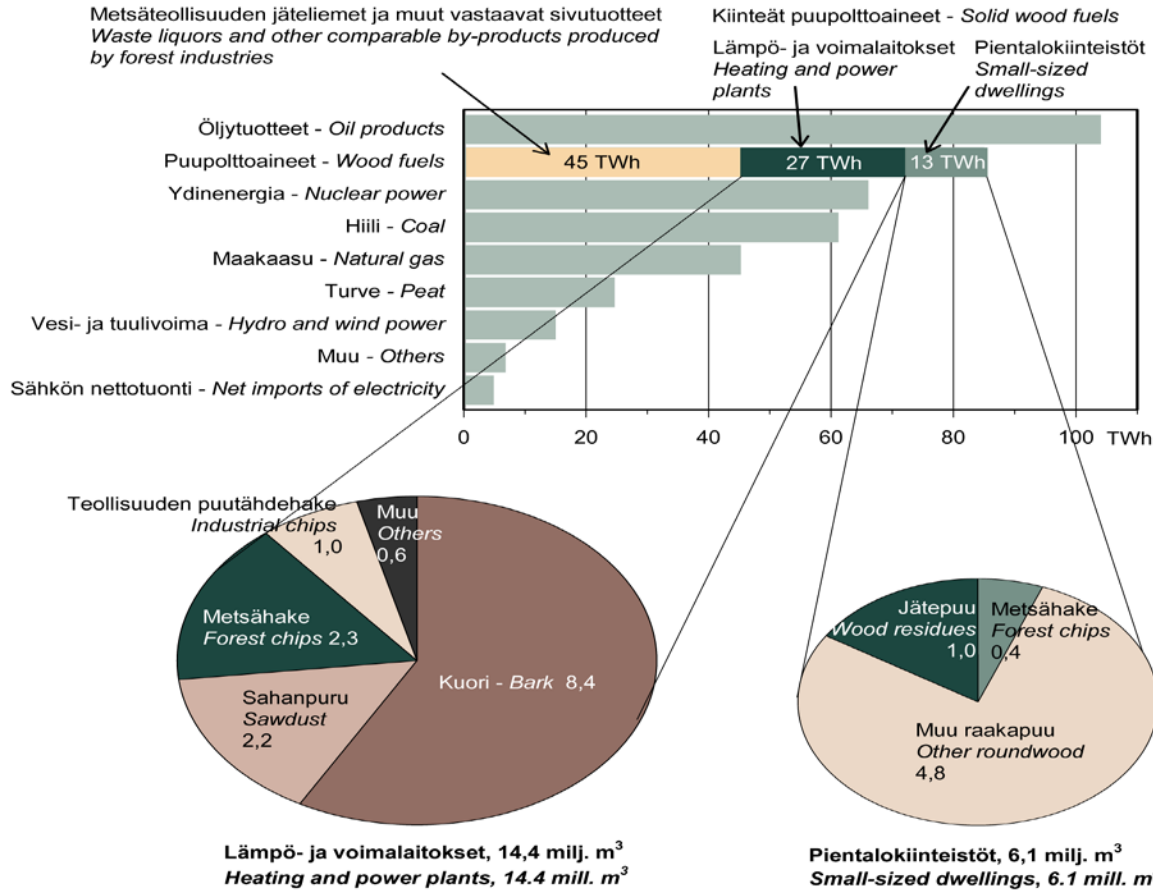 Metsäteollisuuden jäteliemet ja muut vastaavat sivutuotteet
Waste liquors and other comparable by-products produced
by forest industries
Kiinteät puupolttoaineet - Solid wood fuels
Lämpö- ja voimalaitokset
Heating and power
plants
Pientalokiinteistöt
Small-sized
dwellings
Öljytuotteet - Oil products
Puupolttoaineet - Wood fuels
45 TWh
27 TWh
13 TWh
Ydinenergia - Nuclear power
Hiili - Coal
Maakaasu - Natural gas
Turve - Peat
Vesi- ja tuulivoima - Hydro and wind power
Muu - Others
Sähkön nettotuonti - Net imports of electricity
0 20 40 60 80 100 TWh
Teollisuuden puutähdehake
Industrial chips
1,0
Muu
Others
0,6
Metsähake
Forest chips 2,3
Kuori - Bark 8,4
Sahanpuru
Sawdust
2,2
Jätepuu
Wood residues
1,0
Metsähake
Forest chips
0,4
Muu raakapuu
Other roundwood
4,8
Lämpö- ja voimalaitokset, 14,4 milj. m³
Heating and power plants, 14.4 mill. m³
Pientalokiinteistöt, 6,1 milj. m³
Small-sized dwellings, 6.1 mill. m